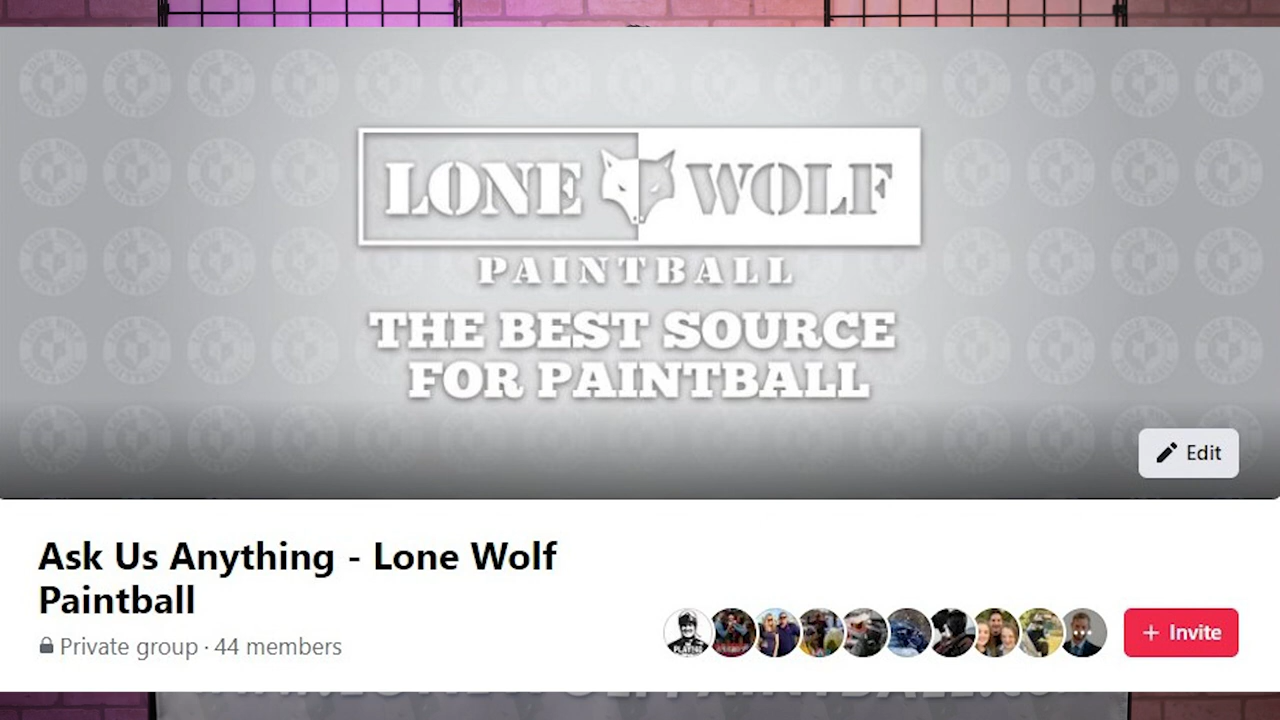 LONE WOLF
PAINTBALL
THE BEST SOURCE
FOR PAINTBALL
Edit
Ask Us Anything - Lone Wolf
Paintball
Private group · 44 members
+ Invite